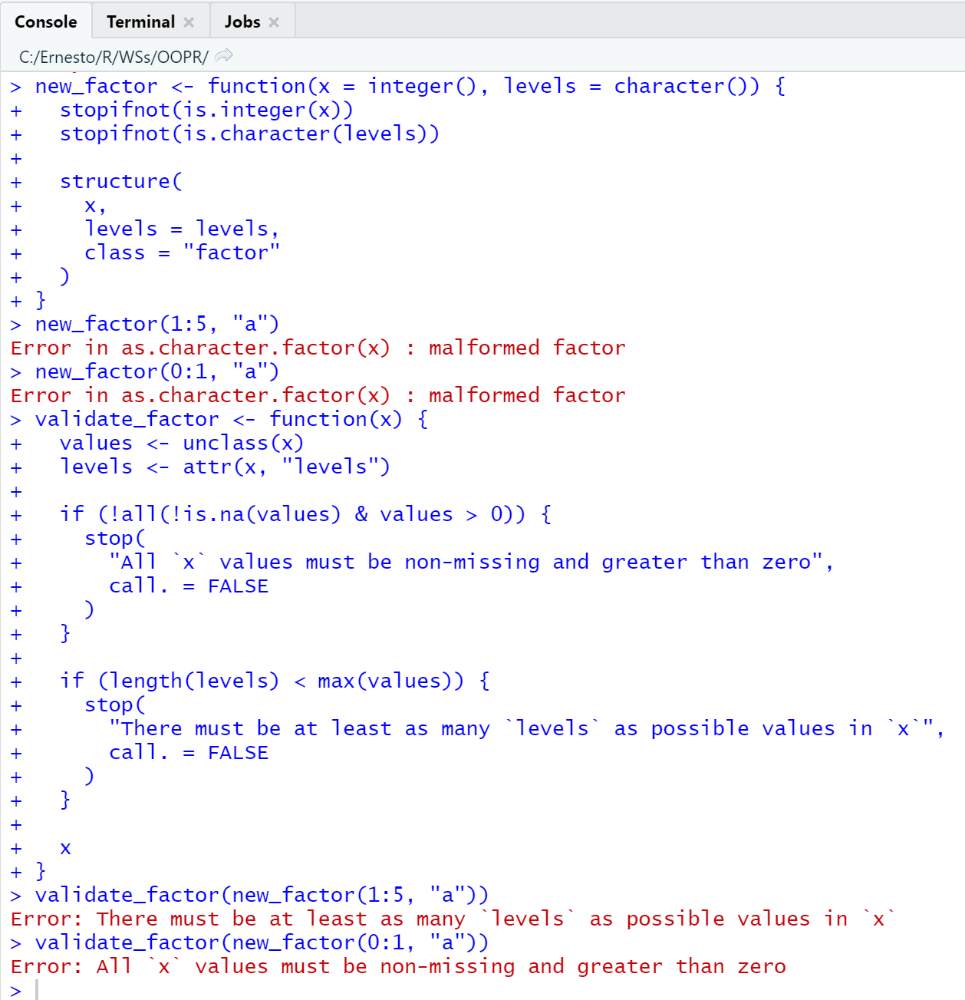 Console Terminal Jobs
C:/Ernesto/R/WSs/OOPR/
> new_factor <- function(x = integer(), levels = character()) {
+   stopifnot(is.integer(x))
+   stopifnot(is.character(levels))
+
+   structure(
+     x,
+     levels = levels,
+     class = "factor"
+   )
+ }
> new_factor(1:5, "a")
Error in as.character.factor(x) : malformed factor
> new_factor(0:1, "a")
Error in as.character.factor(x) : malformed factor
> validate_factor <- function(x) {
+   values <- unclass(x)
+   levels <- attr(x, "levels")
+
+   if (!all(!is.na(values) & values > 0)) {
+     stop(
+       "All `x` values must be non-missing and greater than zero",
+       call. = FALSE
+     )
+   }
+
+   if (length(levels) < max(values)) {
+     stop(
+       "There must be at least as many `levels` as possible values in `x`",
+       call. = FALSE
+     )
+   }
+
+   x
+ }
> validate_factor(new_factor(1:5, "a"))
Error: There must be at least as many `levels` as possible values in `x`
> validate_factor(new_factor(0:1, "a"))
Error: All `x` values must be non-missing and greater than zero
>